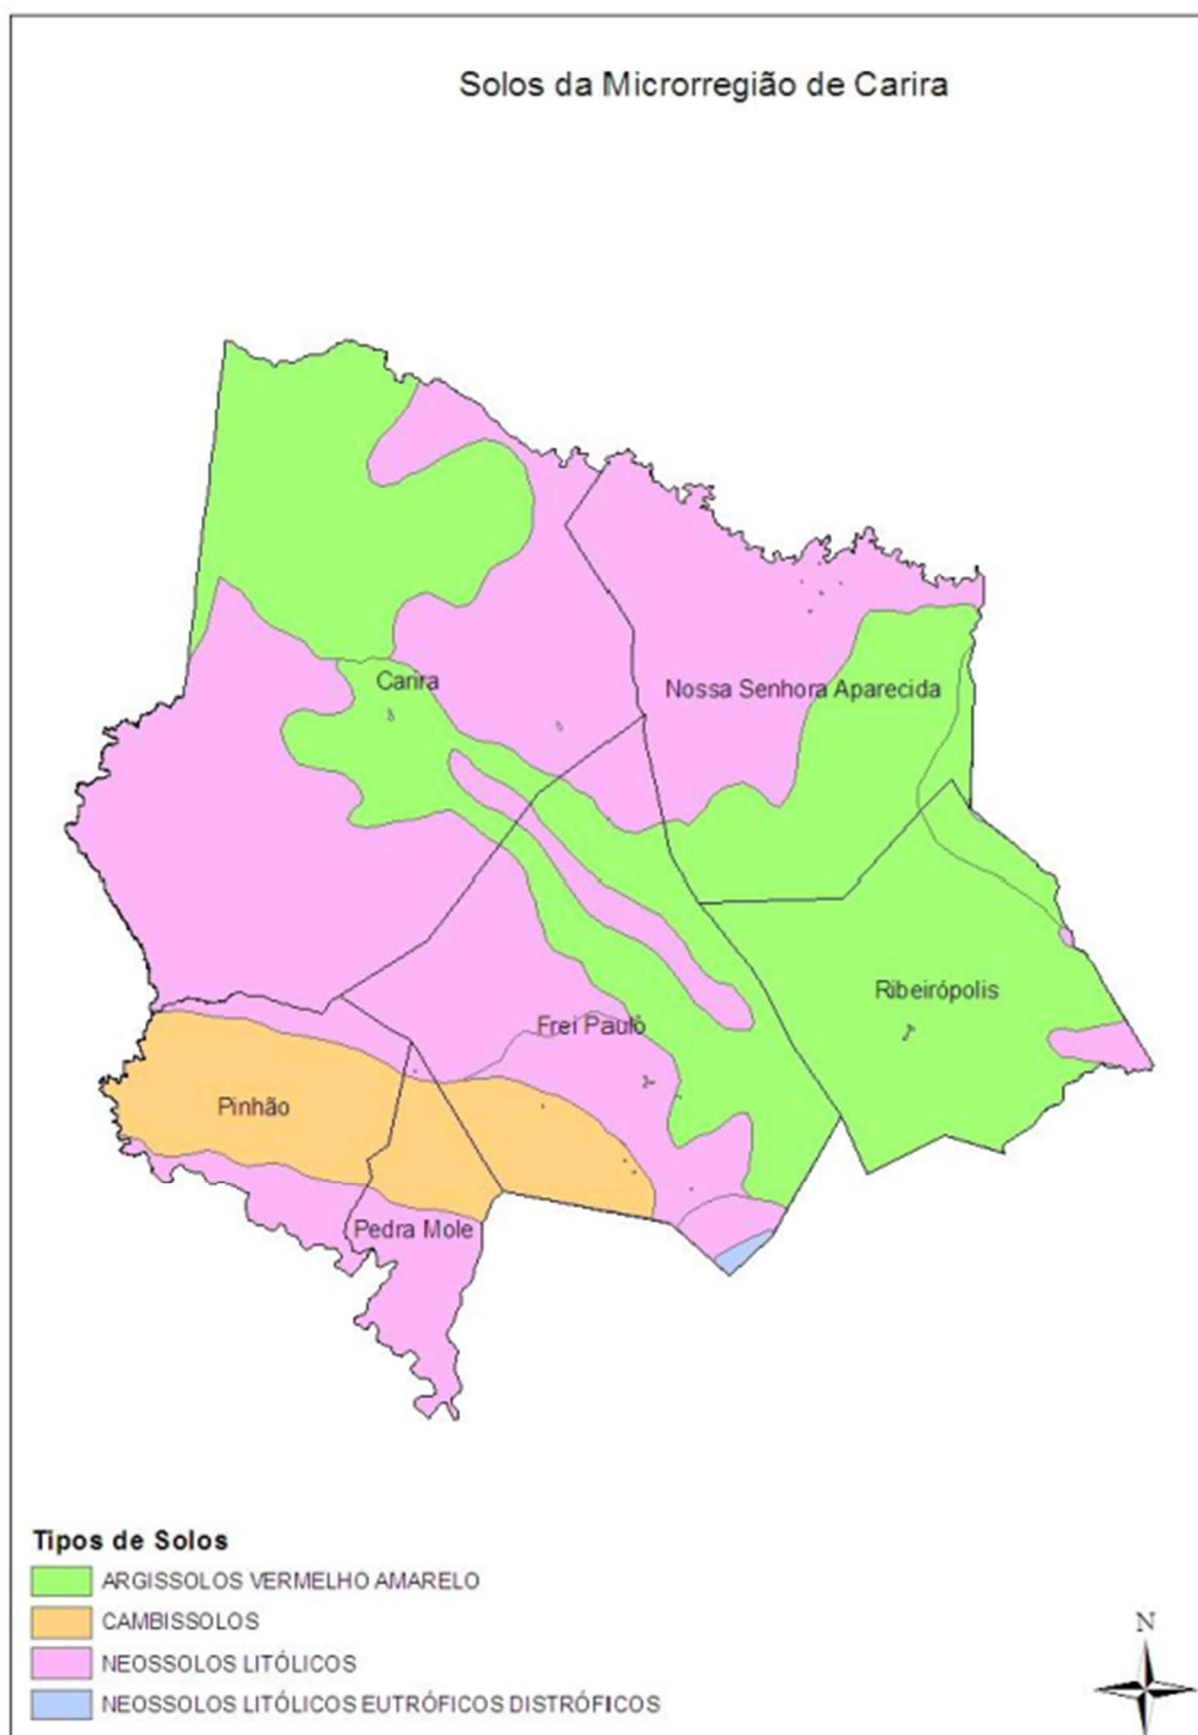 Solos da Microrregião de Carira
Carira
Nossa Senhora Aparecida
Ribeirópolis
Frei Paulo
Pinhão
Pedra Mole
Tipos de Solos
ARGISSOLOS VERMELHO AMARELO
CAMBISSOLOS
NEOSSOLOS LITÓLICOS
NEOSSOLOS LITÓLICOS EUTRÓFICOS DISTRÓFICOS
N